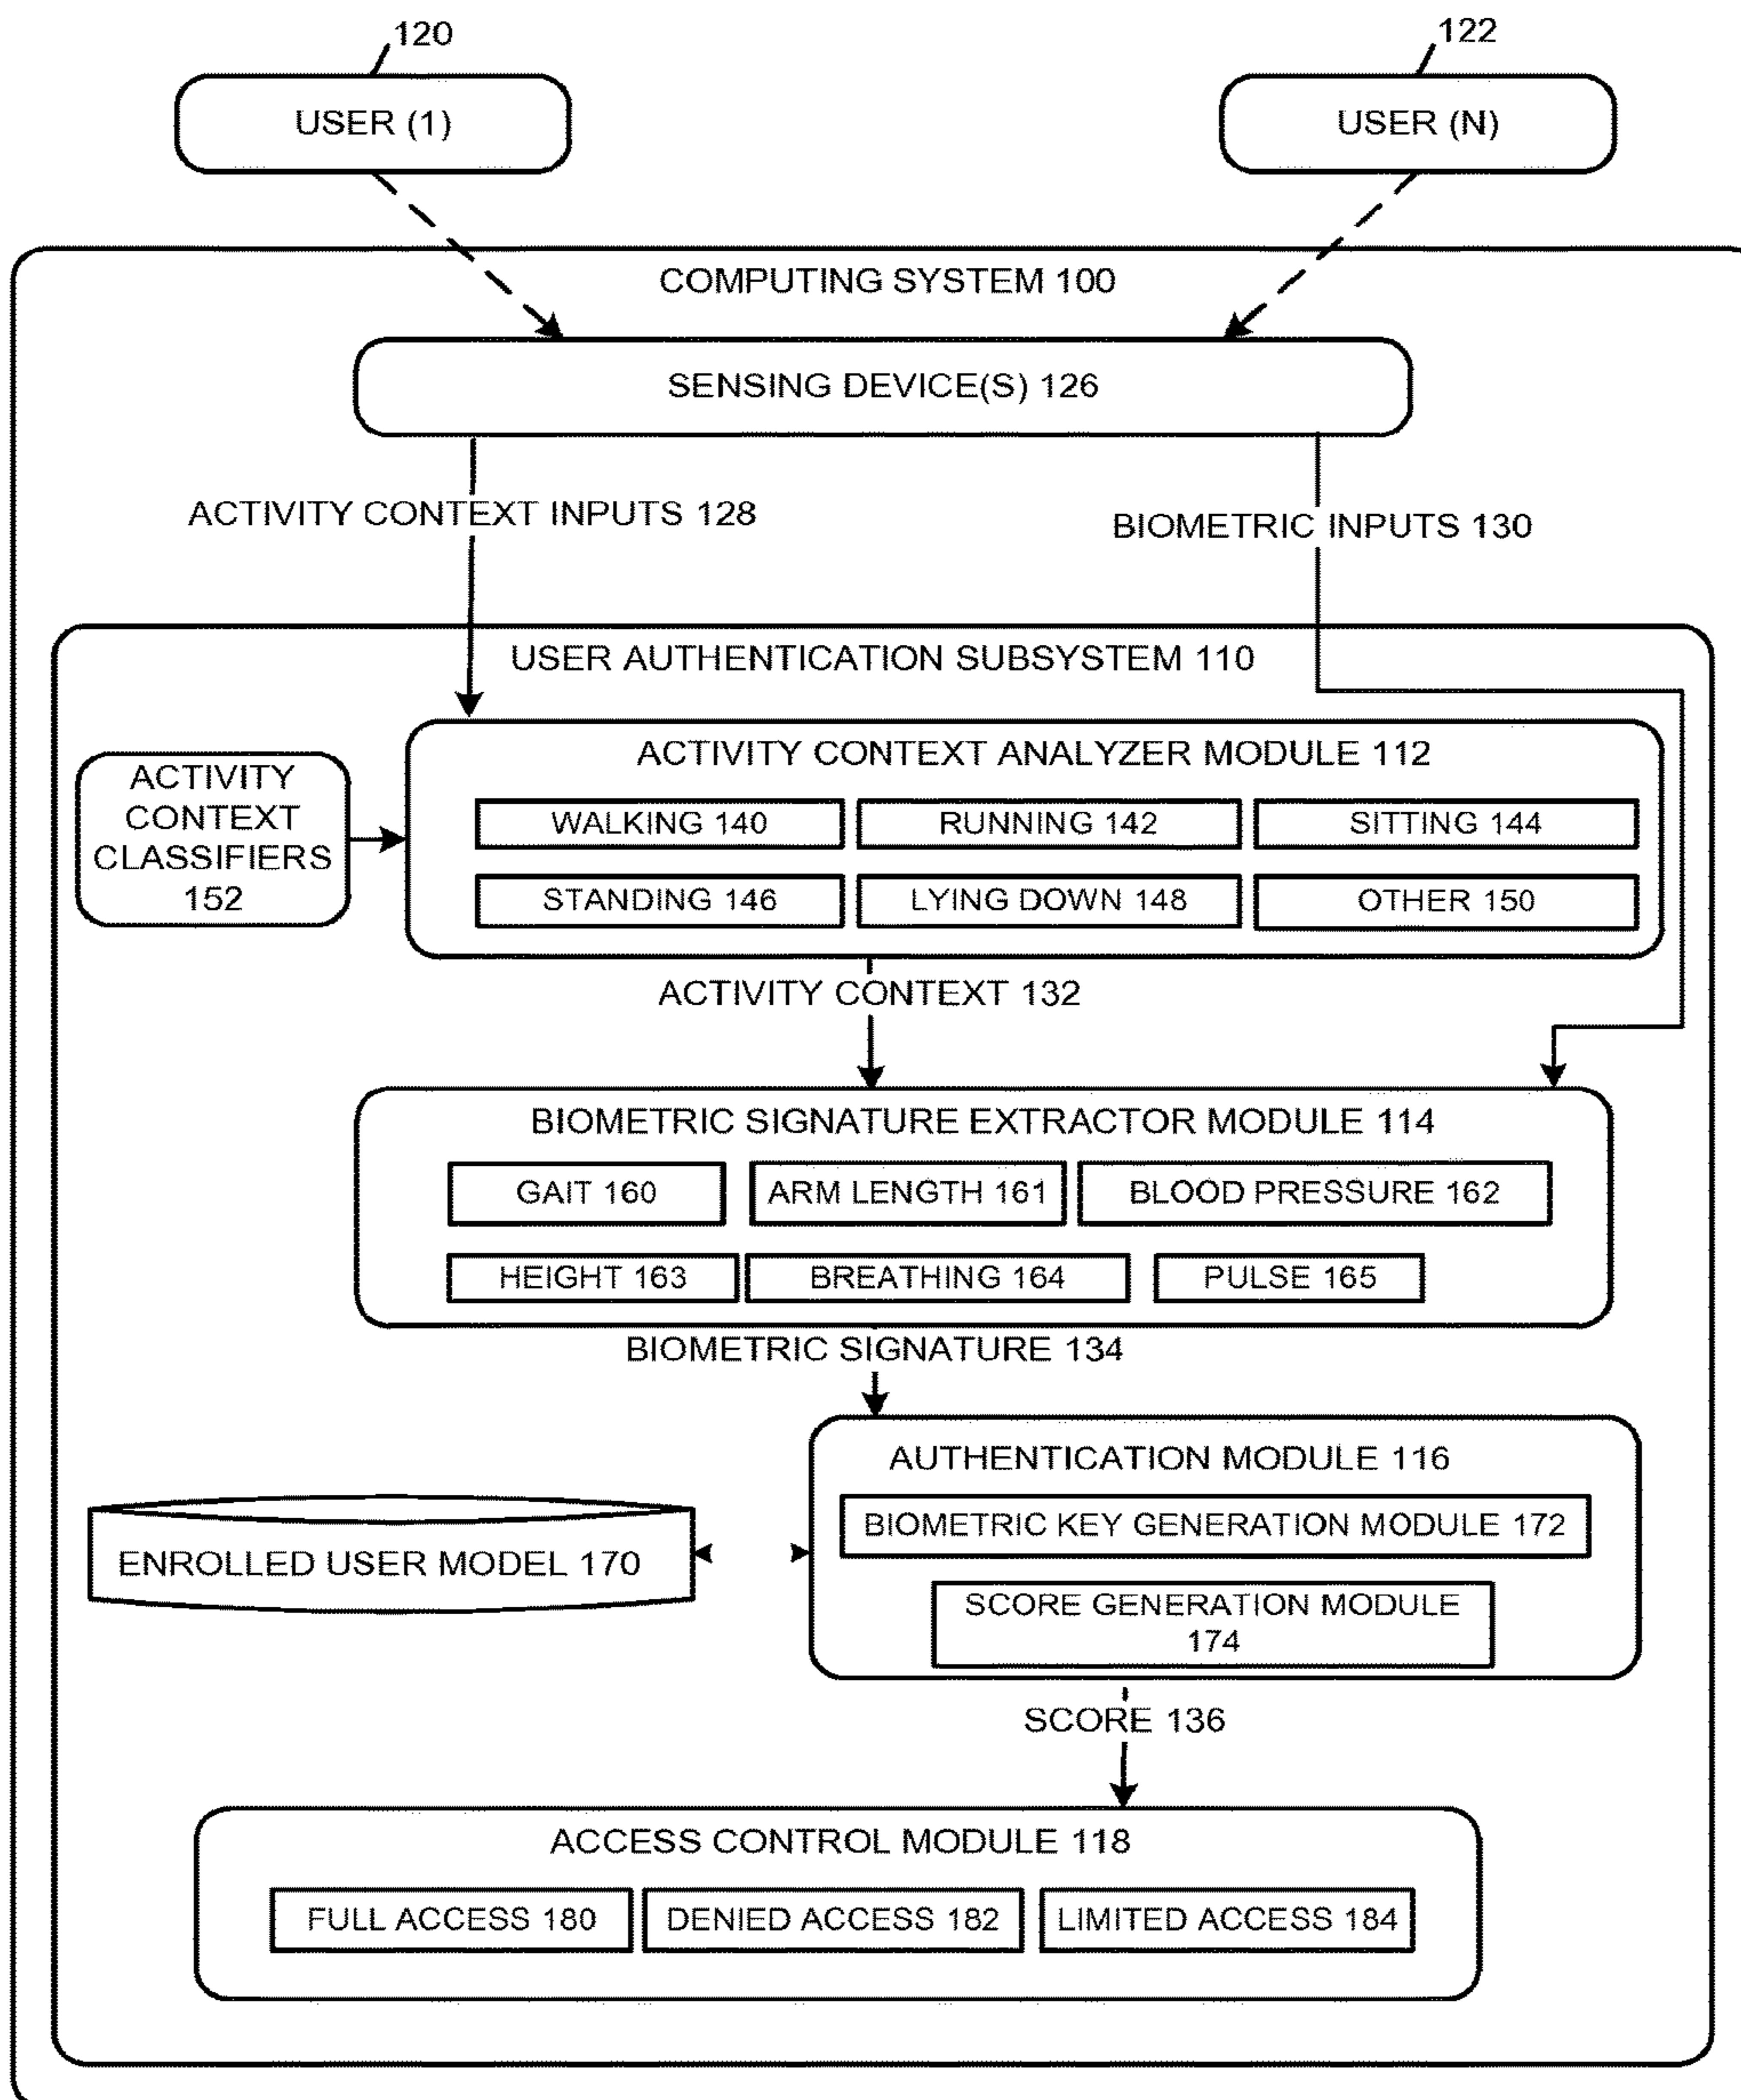 120
122
USER (1)
USER (N)
COMPUTING SYSTEM 100
SENSING DEVICE(S) 126
ACTIVITY CONTEXT INPUTS 128
BIOMETRIC INPUTS 130
USER AUTHENTICATION SUBSYSTEM 110
ACTIVITY CONTEXT ANALYZER MODULE 112
ACTIVITY
CONTEXT
CLASSIFIERS
152
WALKING 140
RUNNING 142
SITTING 144
STANDING 146
LYING DOWN 148
OTHER 150
ACTIVITY CONTEXT 132
BIOMETRIC SIGNATURE EXTRACTOR MODULE 114
GAIT 160
ARM LENGTH 161
BLOOD PRESSURE 162
HEIGHT 163
BREATHING 164
PULSE 165
BIOMETRIC SIGNATURE 134
AUTHENTICATION MODULE 116
BIOMETRIC KEY GENERATION MODULE 172
ENROLLED USER MODEL 170
SCORE GENERATION MODULE
174
SCORE 136
ACCESS CONTROL MODULE 118
FULL ACCESS 180
DENIED ACCESS 182
LIMITED ACCESS 184